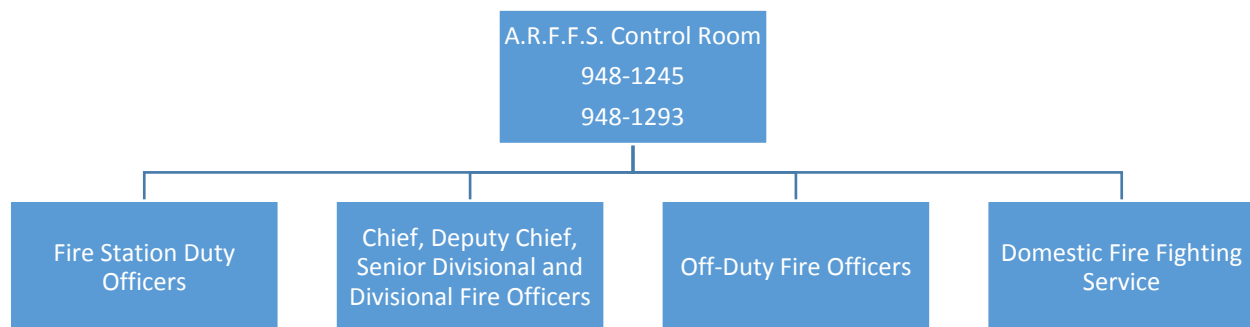 A.R.F.F.S. Control Room
948-1245
948-1293
Fire Station Duty
Officers
Chief, Deputy Chief,
Senior Divisional and
Divisional Fire Officers
Off-Duty Fire Officers
Domestic Fire Fighting
Service